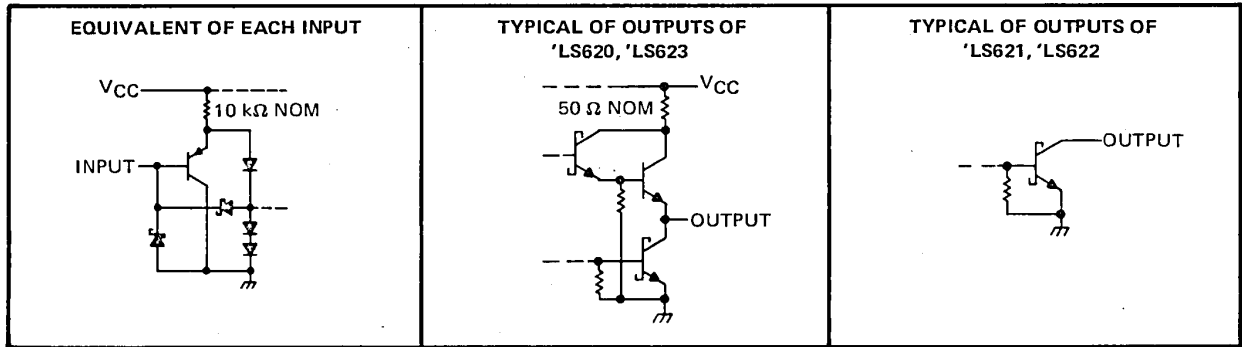 EQUIVALENT OF EACH INPUT
VCC
10 kΩ NOM
INPUT
TYPICAL OF OUTPUTS OF
'LS620, 'LS623
VCC
50 Ω NOM
OUTPUT
TYPICAL OF OUTPUTS OF
'LS621, 'LS622
OUTPUT